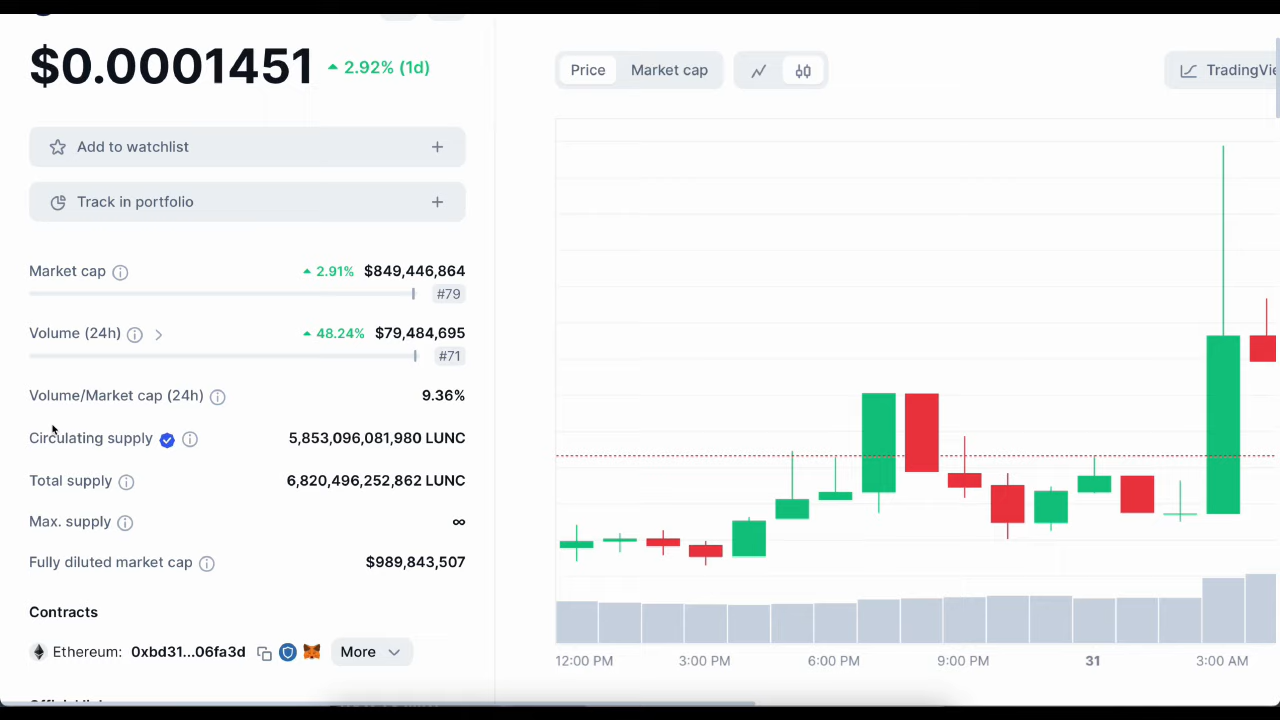 $0.0001451 2.92% (1d)
Price Market cap
Add to watchlist
Track in portfolio
Market cap 2.91% $849,446,864
#79
Volume (24h) 48.24% $79,484,695
#71
Volume/Market cap (24h) 9.36%
Circulating supply 5,853,096,081,980 LUNC
Total supply 6,820,496,252,862 LUNC
Max. supply ∞
Fully diluted market cap $989,843,507
Contracts
Ethereum: 0xbd31...06fa3d More
12:00 PM 3:00 PM 6:00 PM 9:00 PM 31 3:00 AM